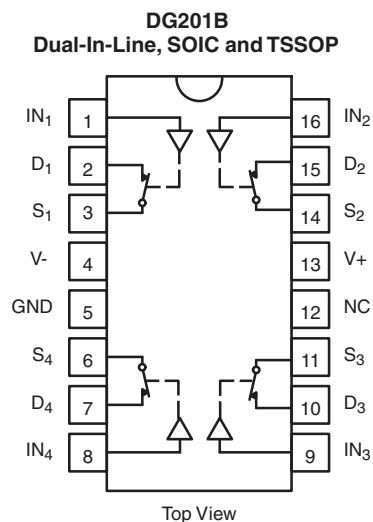 DG201B
Dual-In-Line, SOIC and TSSOP
IN1 1 16 IN2
D1 2 15 D2
S1 3 14 S2
V- 4 13 V+
GND 5 12 NC
S4 6 11 S3
D4 7 10 D3
IN4 8 9 IN3
Top View